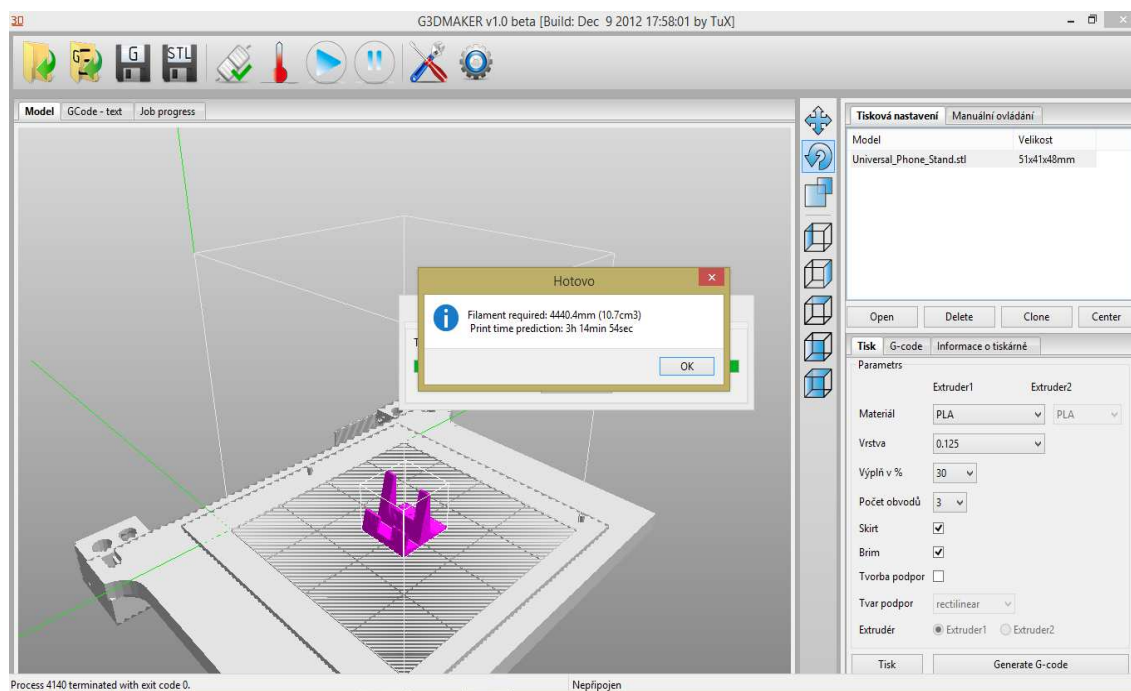 3D
G3DMAKER v1.0 beta [Build: Dec 9 2012 17:58:01 by TuX]
G
G
STL
Model GCode - text Job progress
Tisková nastavení Manuální ovládání
Model Velikost
Universal_Phone_Stand.stl 51x41x48mm
Hotovo
Filament required: 4440.4mm (10.7cm3)
Print time prediction: 3h 14min 54sec
OK
T
Open Delete Clone Center
Tisk G-code Informace o tiskárně
Parametrs
Extruder1 Extruder2
Materiál PLA PLA
Vrstva 0.125
Výplň v % 30
Počet obvodů 3
Skirt
Brim
Tvorba podpor
Tvar podpor rectilinear
Extrudér Extruder1 Extruder2
Tisk Generate G-code
Process 4140 terminated with exit code 0. Nepřipojen